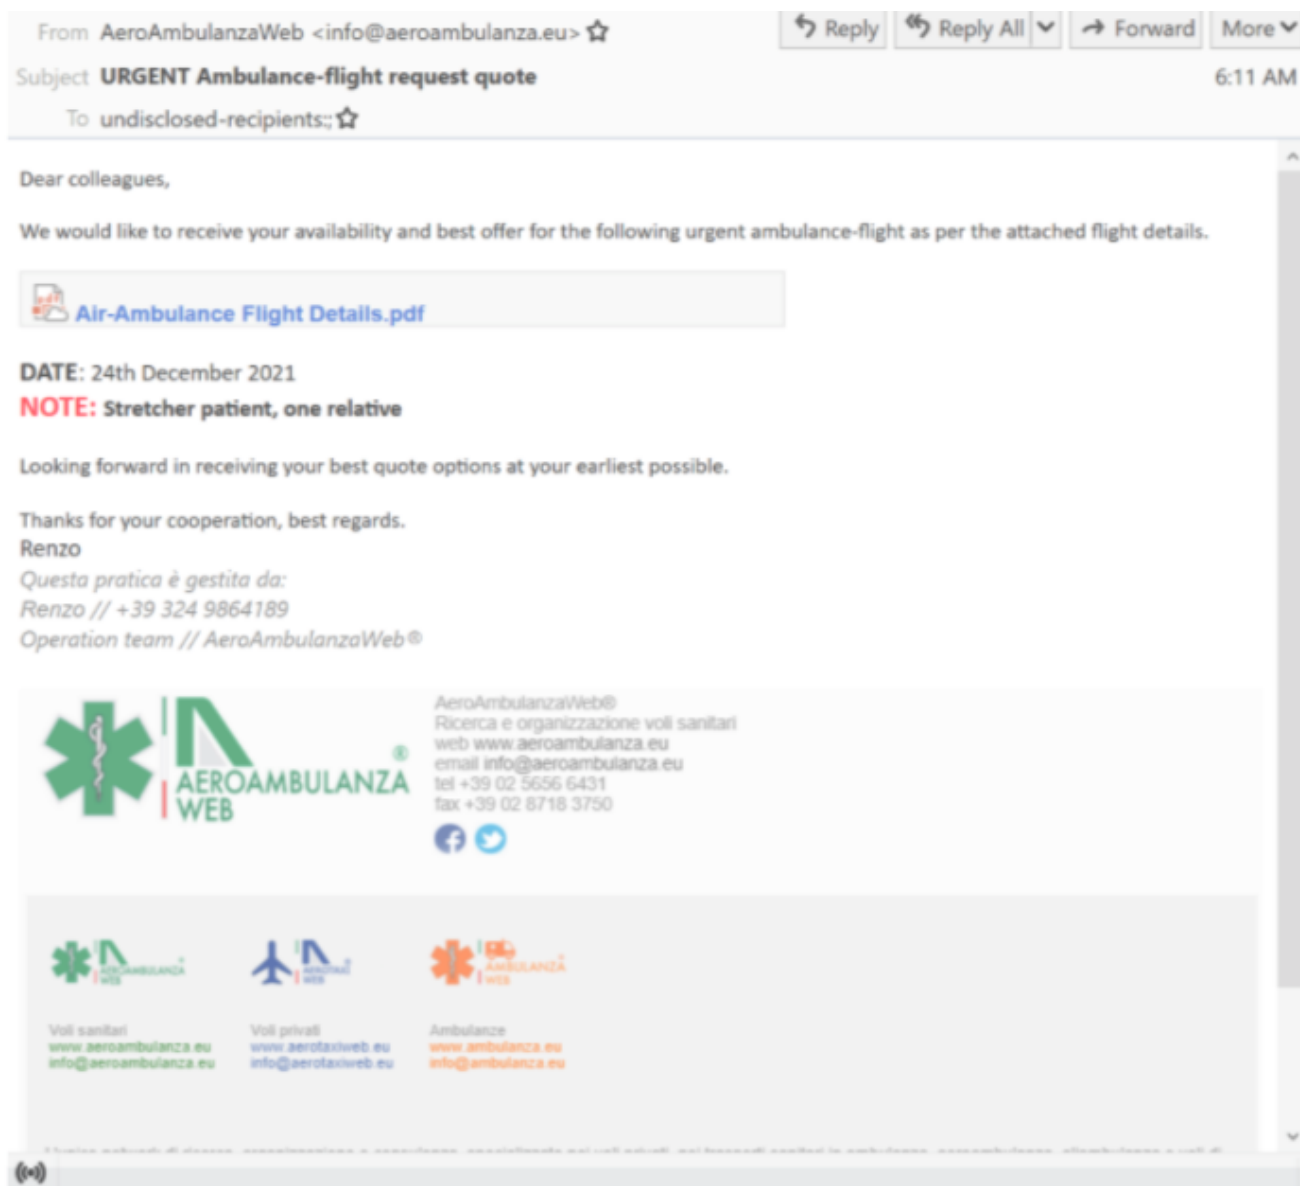 From AeroAmbulanzaWeb <info@aeroambulanza.eu>
Reply Reply All Forward More
Subject URGENT Ambulance-flight request quote
6:11 AM
To undisclosed-recipients:;
Dear colleagues,
We would like to receive your availability and best offer for the following urgent ambulance-flight as per the attached flight details.
pdf
Air-Ambulance Flight Details.pdf
DATE: 24th December 2021
NOTE: Stretcher patient, one relative
Looking forward in receiving your best quote options at your earliest possible.
Thanks for your cooperation, best regards.
Renzo
Questa pratica è gestita da:
Renzo // +39 324 9864189
Operation team // AeroAmbulanzaWeb®
AEROAMBULANZA ®
WEB
AeroAmbulanzaWeb®
Ricerca e organizzazione voli sanitari
web www.aeroambulanza.eu
email info@aeroambulanza.eu
tel +39 02 5656 6431
fax +39 02 8718 3750
AEROAMBULANZA
WEB
AEROTAXI
WEB
AMBULANZA
WEB
Voli sanitari
www.aeroambulanza.eu
info@aeroambulanza.eu
Voli privati
www.aerotaxiweb.eu
info@aerotaxiweb.eu
Ambulanze
www.ambulanza.eu
info@ambulanza.eu